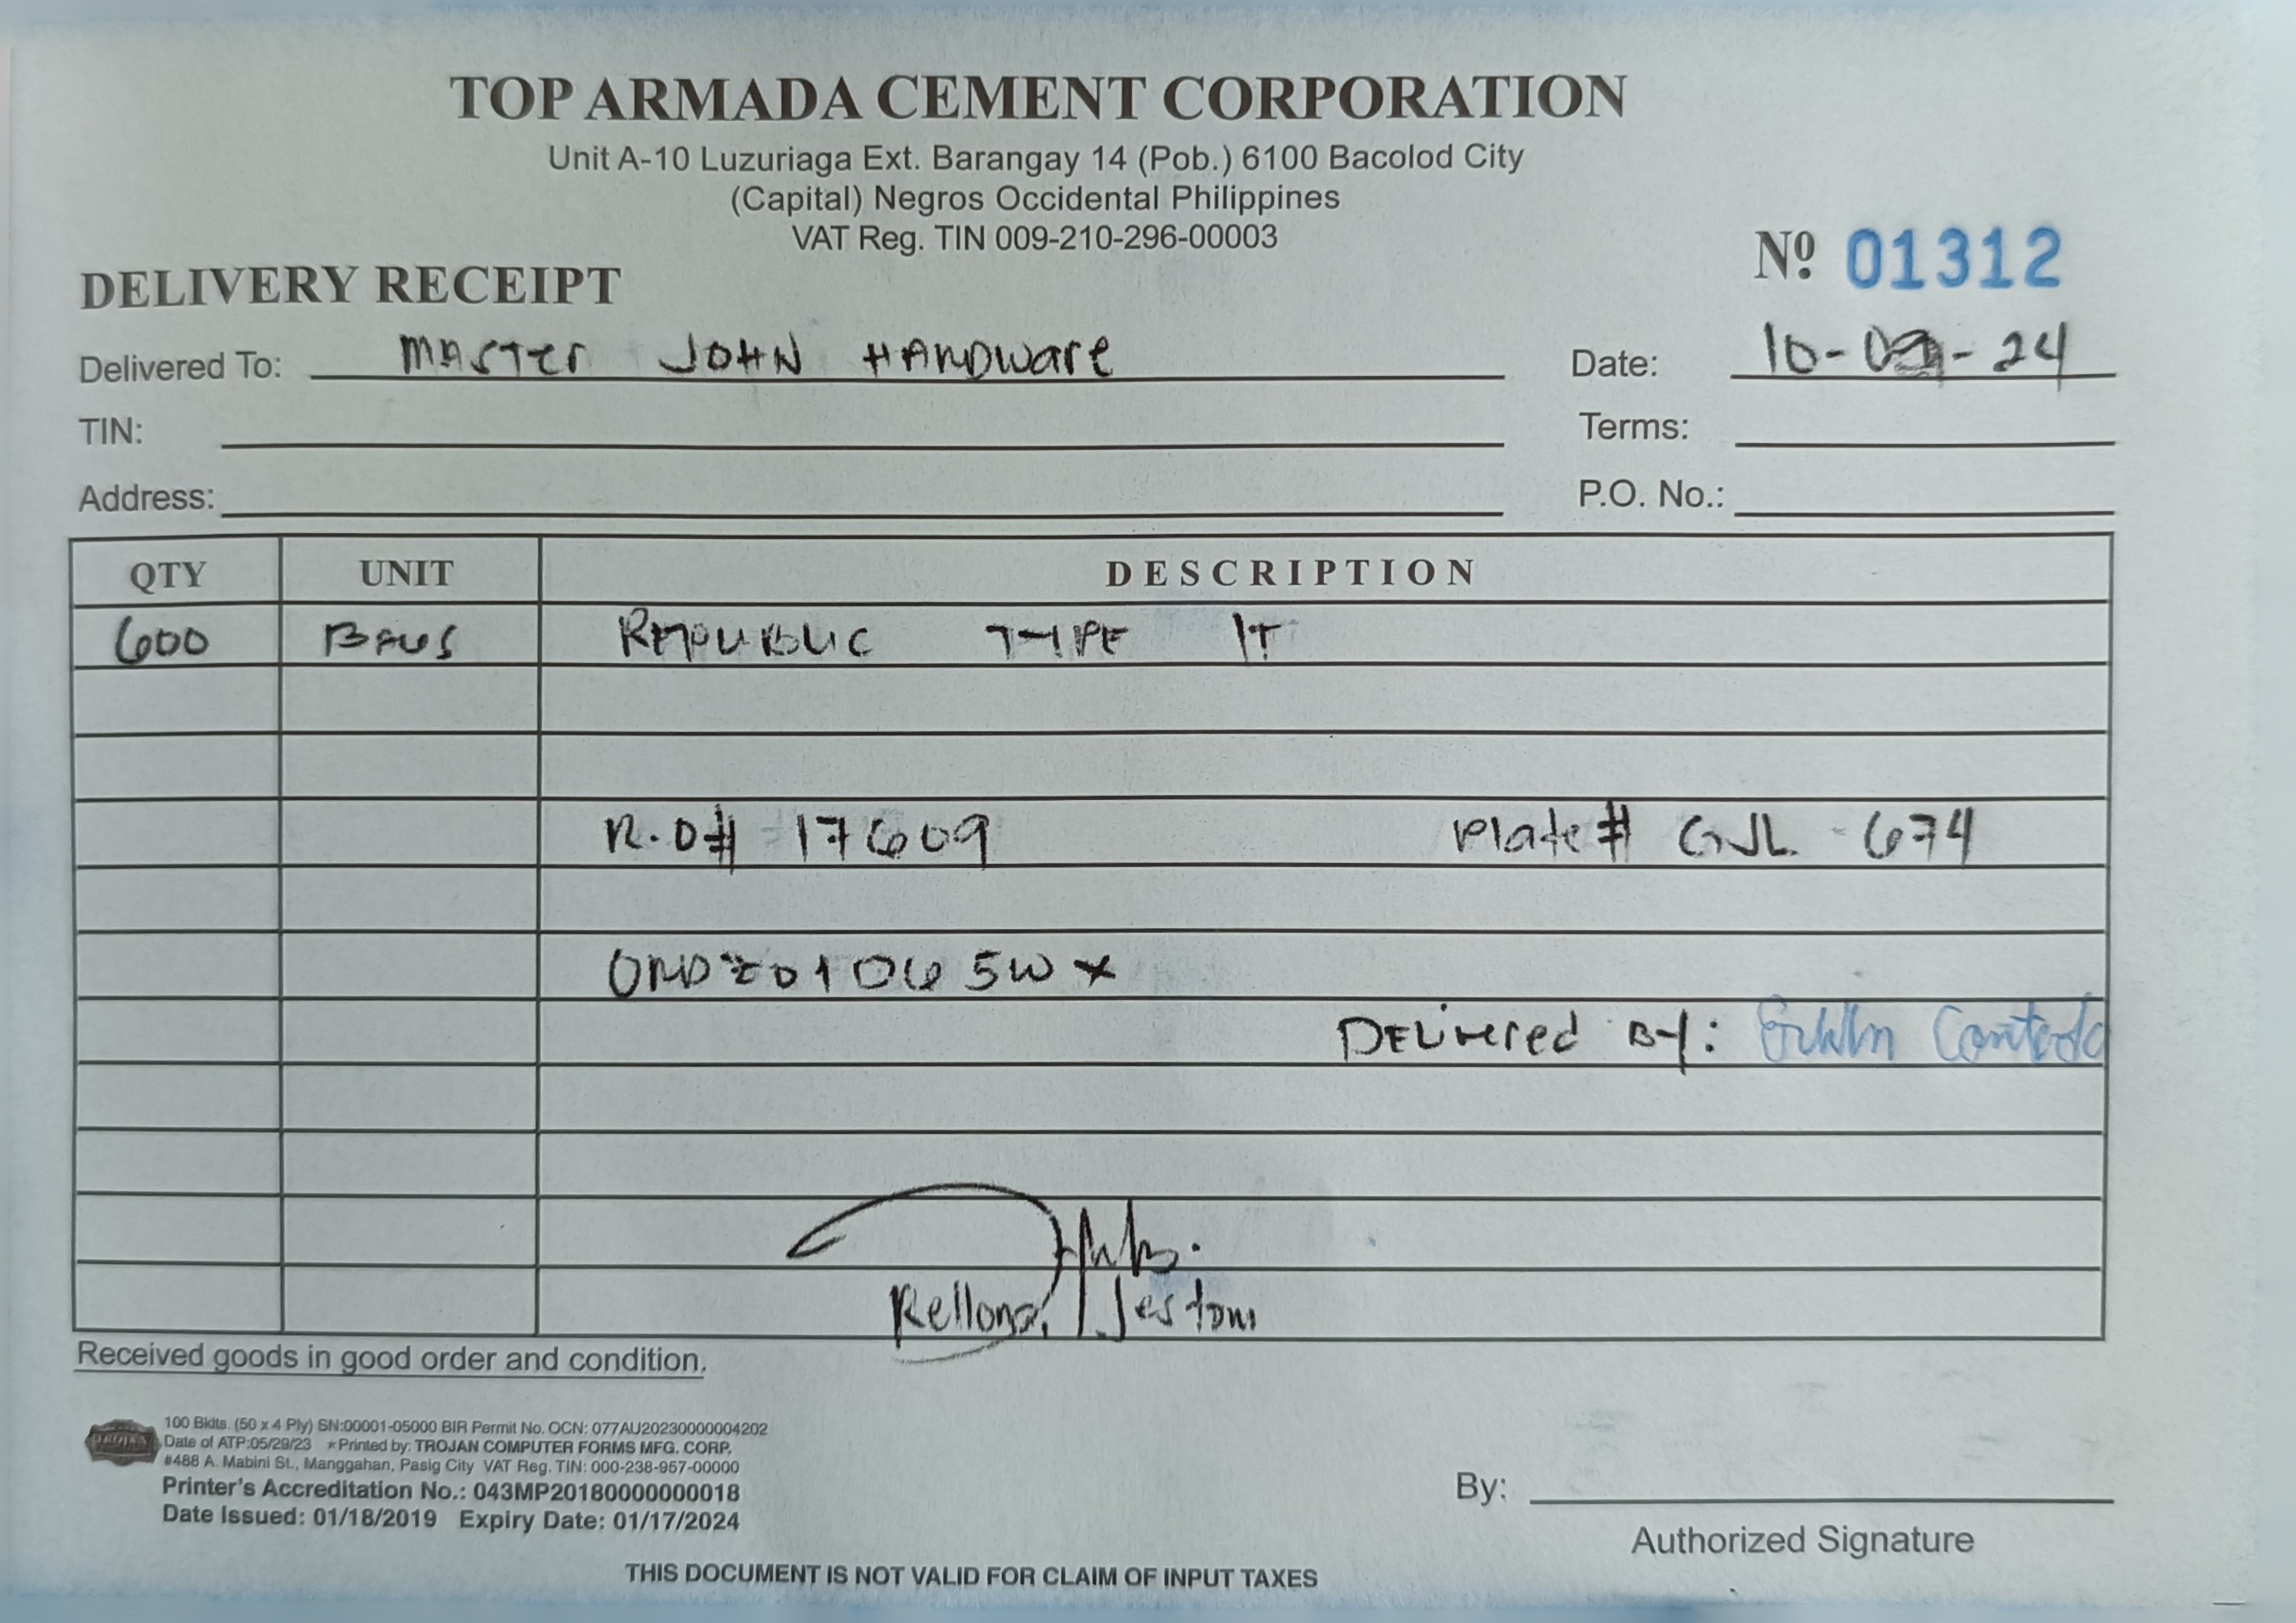 TOP ARMADA CEMENT CORPORATION
Unit A-10 Luzuriaga Ext. Barangay 14 (Pob.) 6100 Bacolod City
(Capital) Negros Occidental Philippines
VAT Reg. TIN 009-210-296-00003
Nº 01312
DELIVERY RECEIPT
Delivered To: MASTER JOHN HARDWARE Date: 10- -24
TIN: Terms:
Address: P.O. No.:
QTY UNIT DESCRIPTION
600 BAGS REPUBLIC TYPE 1T
R.O# 17609 Plate# GJL - 674
DELIVERED BY:
Rellona, Jestoni
Received goods in good order and condition.
TROJAN
100 Bklts. (50 x 4 Ply) SN:00001-05000 BIR Permit No. OCN: 077AU20230000004202
Date of ATP:05/29/23 ★Printed by: TROJAN COMPUTER FORMS MFG. CORP.
#488 A. Mabini St., Manggahan, Pasig City VAT Reg. TIN: 000-238-957-00000
Printer's Accreditation No.: 043MP20180000000018
Date Issued: 01/18/2019 Expiry Date: 01/17/2024
By:
Authorized Signature
THIS DOCUMENT IS NOT VALID FOR CLAIM OF INPUT TAXES